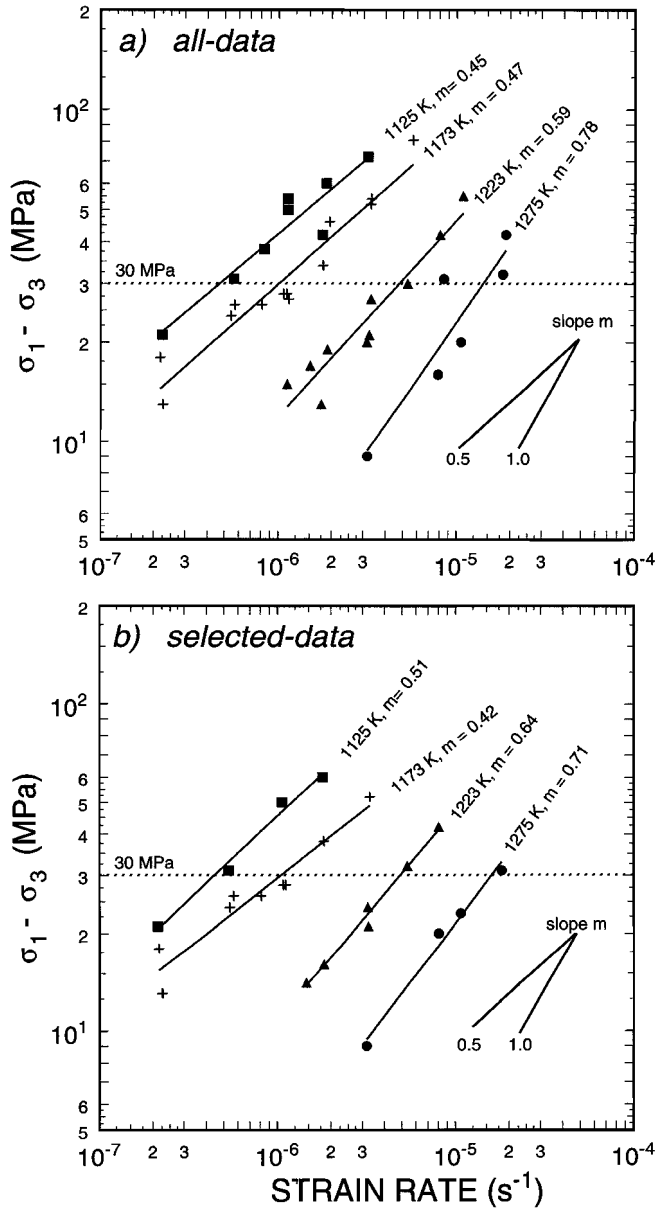 a) all-data
1125 K, m= 0.45
1173 K, m = 0.47
1223 K, m = 0.59
1275 K, m = 0.78
30 MPa
slope m
0.5
1.0
σ1 - σ3 (MPa)
2
10²
6
5
4
3
2
10¹
6
5
10⁻⁷ 2 3 10⁻⁶ 2 3 10⁻⁵ 2 3 10⁻⁴
b) selected-data
1125 K, m= 0.51
1173 K, m = 0.42
1223 K, m = 0.64
1275 K, m = 0.71
30 MPa
slope m
0.5
1.0
σ1 - σ3 (MPa)
2
10²
6
5
4
3
2
10¹
6
5
10⁻⁷ 2 3 10⁻⁶ 2 3 10⁻⁵ 2 3 10⁻⁴
STRAIN RATE (s⁻¹)